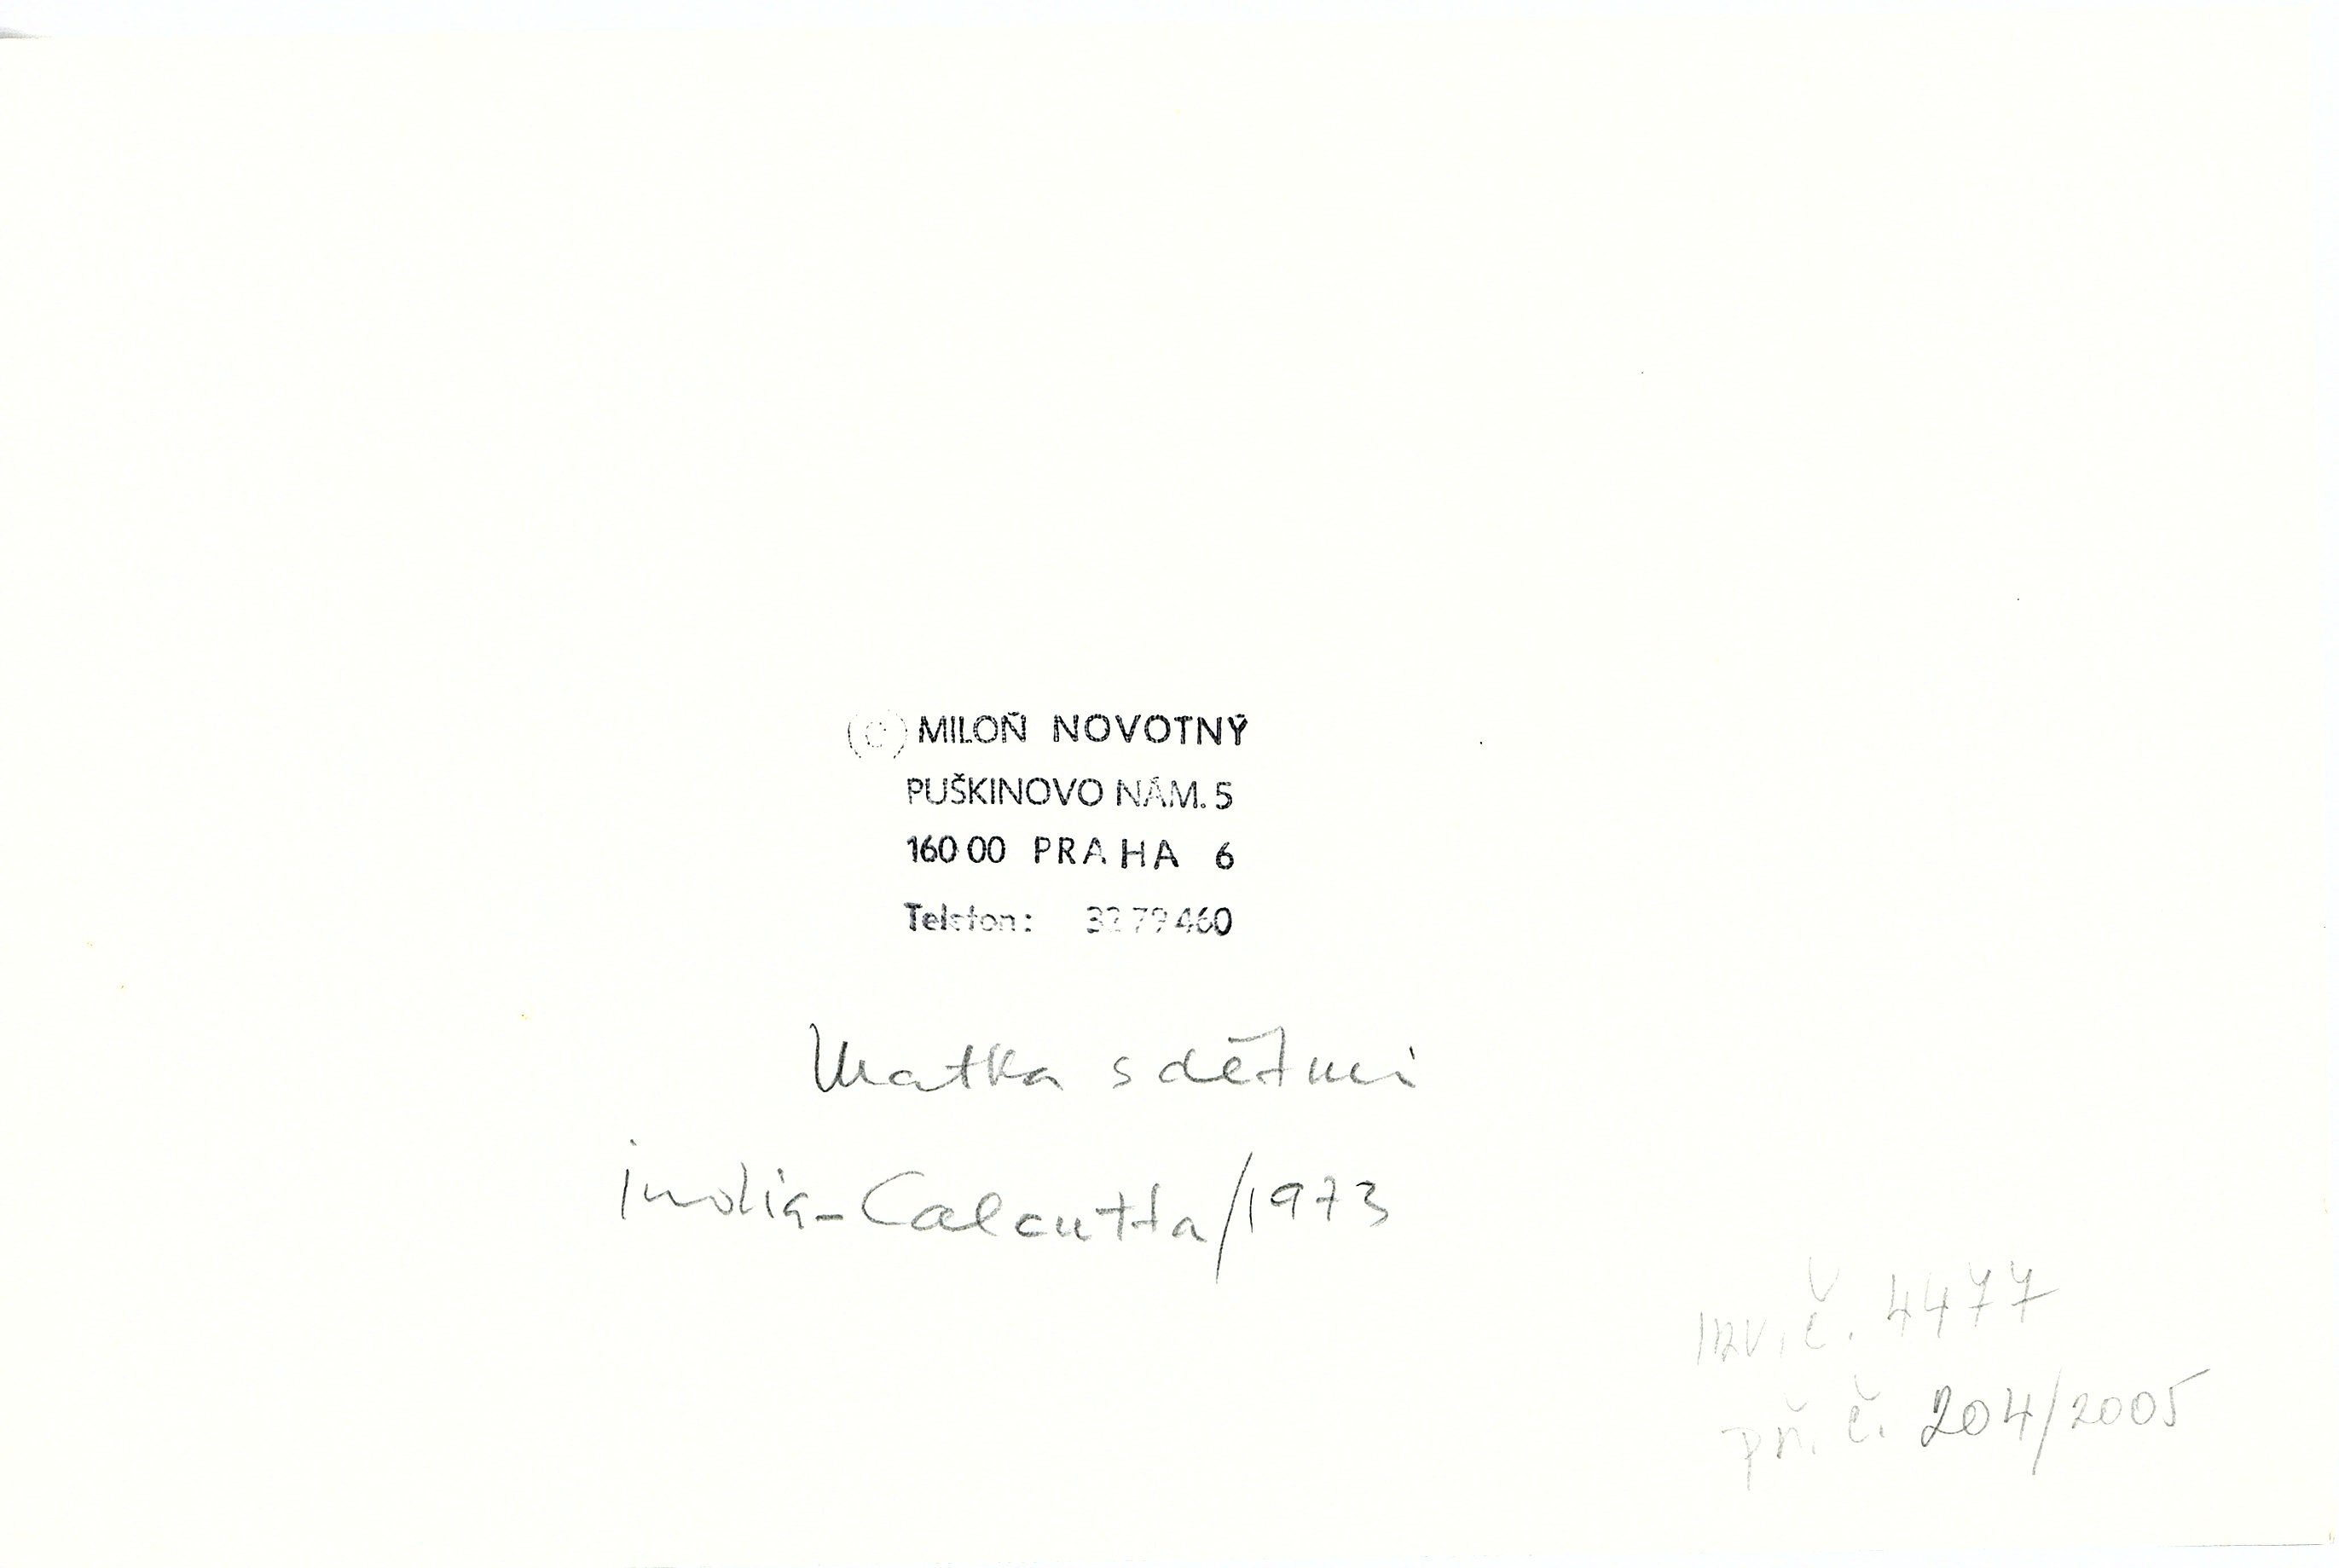 (C) MILOŇ NOVOTNÝ
PUŠKINOVO NÁM. 5
160 00 PRAHA 6
Telefon: 32 79 460
Matka s dětmi
India - Calcutta/1973
inv. č. 4477
př. č. 204/2005